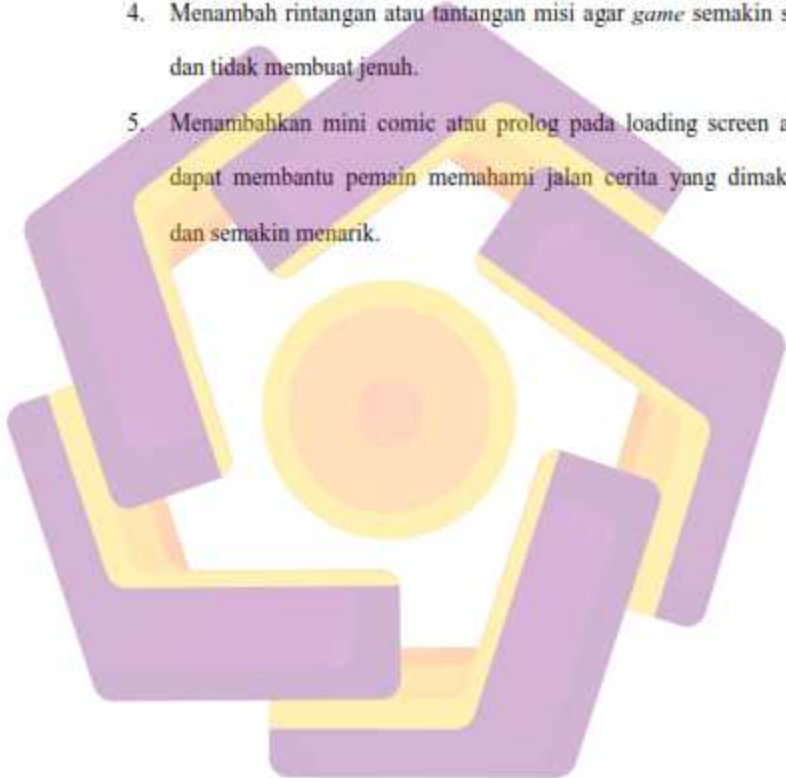 4. Menambah rintangan atau tantangan misi agar game semakin s
dan tidak membuat jenuh.
5. Menambahkan mini comic atau prolog pada loading screen a
dapat membantu pemain memahami jalan cerita yang dimak
dan semakin menarik.